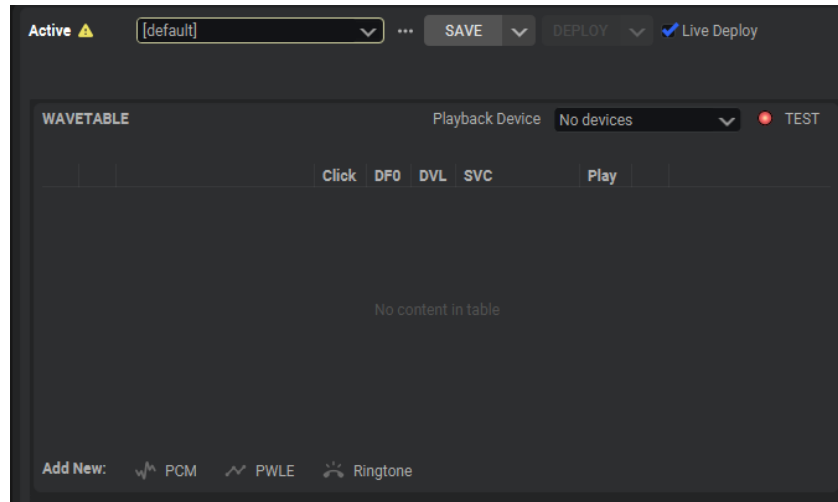 Active [default] ... SAVE DEPLOY Live Deploy
WAVETABLE Playback Device No devices TEST
Click DF0 DVL SVC Play
No content in table
Add New: PCM PWLE Ringtone